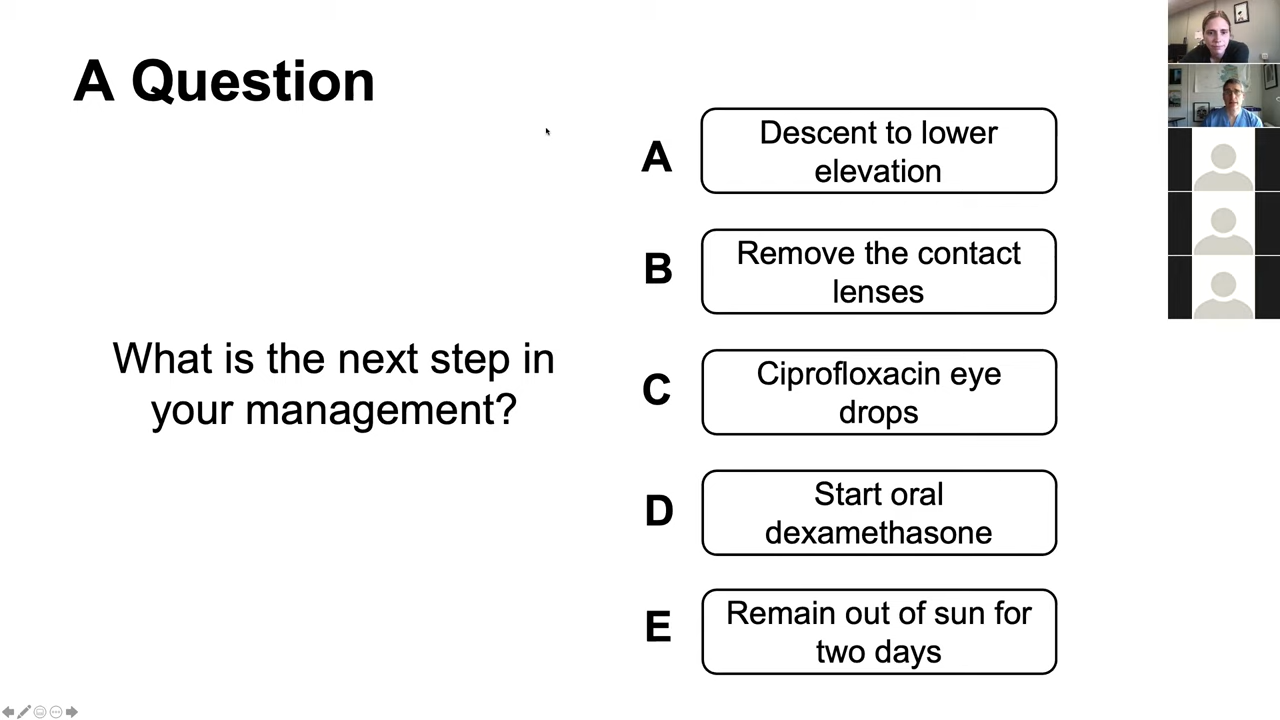 A Question
What is the next step in
your management?
A
Descent to lower
elevation
B
Remove the contact
lenses
C
Ciprofloxacin eye
drops
D
Start oral
dexamethasone
E
Remain out of sun for
two days